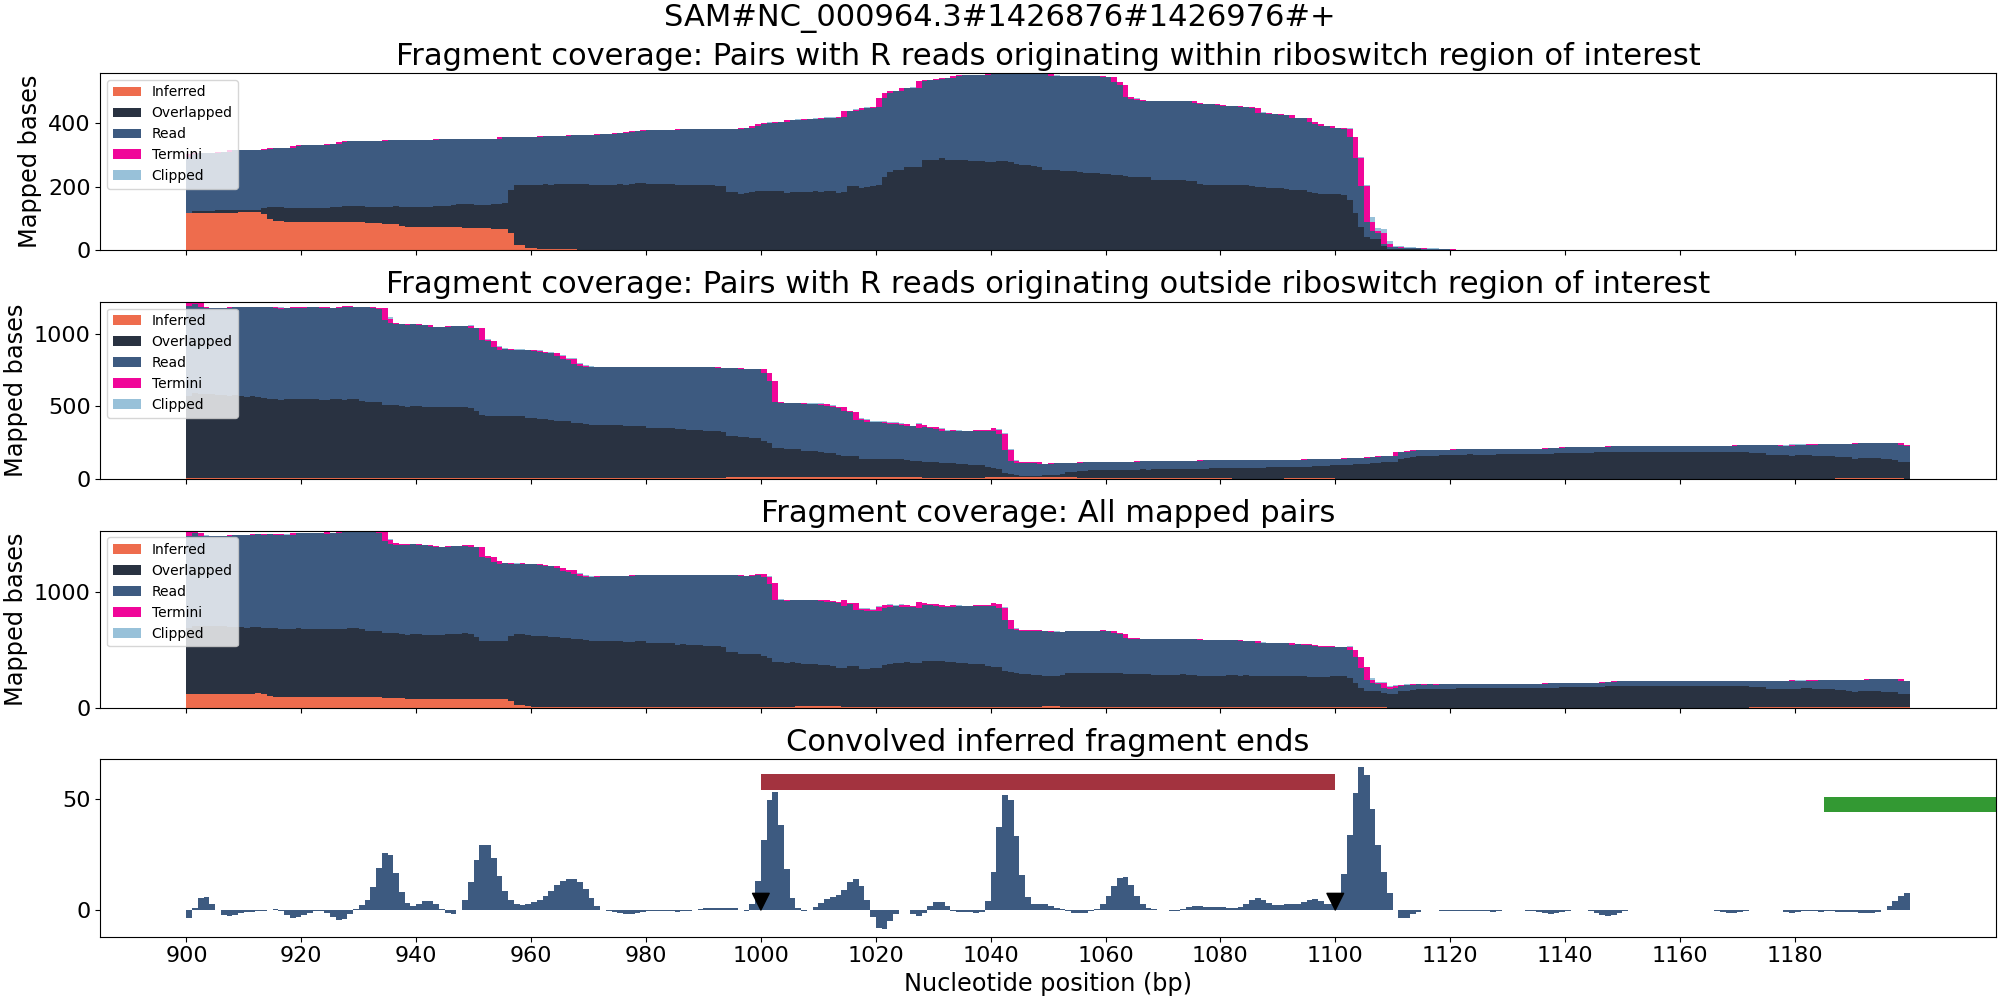 SAM#NC_000964.3#1426876#1426976#+
Fragment coverage: Pairs with R reads originating within riboswitch region of interest
Mapped bases
400
200
0
Inferred
Overlapped
Read
Termini
Clipped
Fragment coverage: Pairs with R reads originating outside riboswitch region of interest
Mapped bases
1000
500
0
Inferred
Overlapped
Read
Termini
Clipped
Fragment coverage: All mapped pairs
Mapped bases
1000
0
Inferred
Overlapped
Read
Termini
Clipped
Convolved inferred fragment ends
50
0
900 920 940 960 980 1000 1020 1040 1060 1080 1100 1120 1140 1160 1180
Nucleotide position (bp)